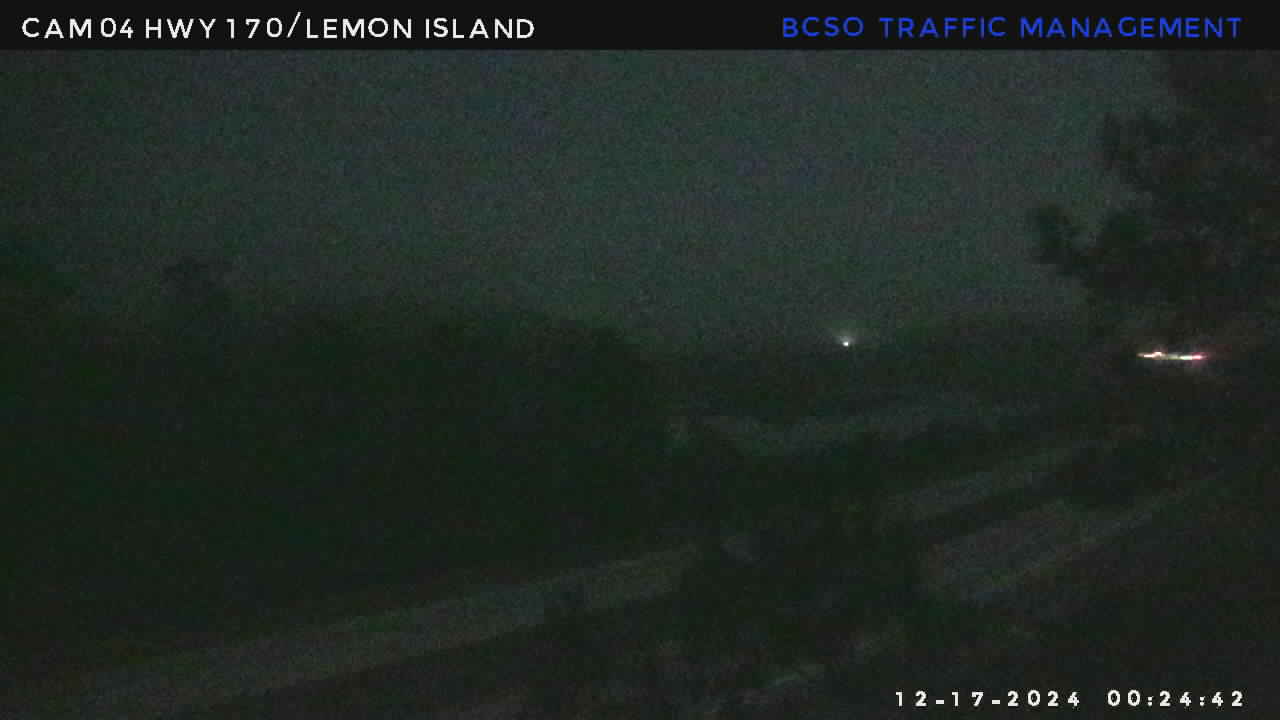 CAM04 HWY 170/LEMON ISLAND
BCSO TRAFFIC MANAGEMENT
12-17-2024 00:24:42